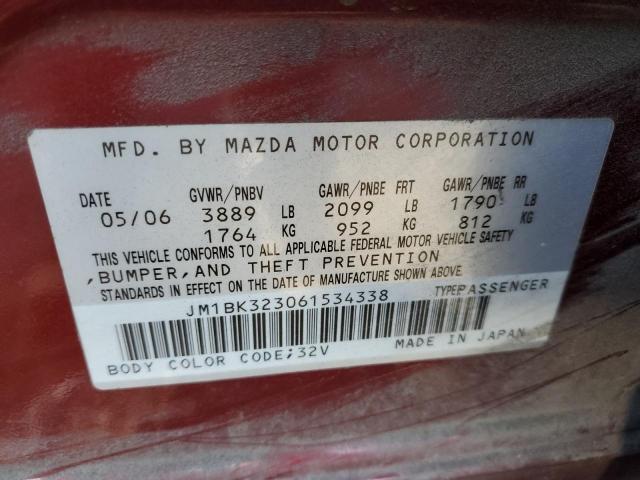 MFD. BY MAZDA MOTOR CORPORATION
DATE GVWR/PNBV GAWR/PNBE FRT GAWR/PNBE RR
05/06 3889 LB 2099 LB 1790 LB
1764 KG 952 KG 812 KG
THIS VEHICLE CONFORMS TO ALL APPLICABLE FEDERAL MOTOR VEHICLE SAFETY
,BUMPER,AND THEFT PREVENTION
STANDARDS IN EFFECT ON THE DATE OF MANUFACTURE SHOWN ABOVE.
JM1BK323061534338 TYPE:PASSENGER
BODY COLOR CODE;32V MADE IN JAPAN